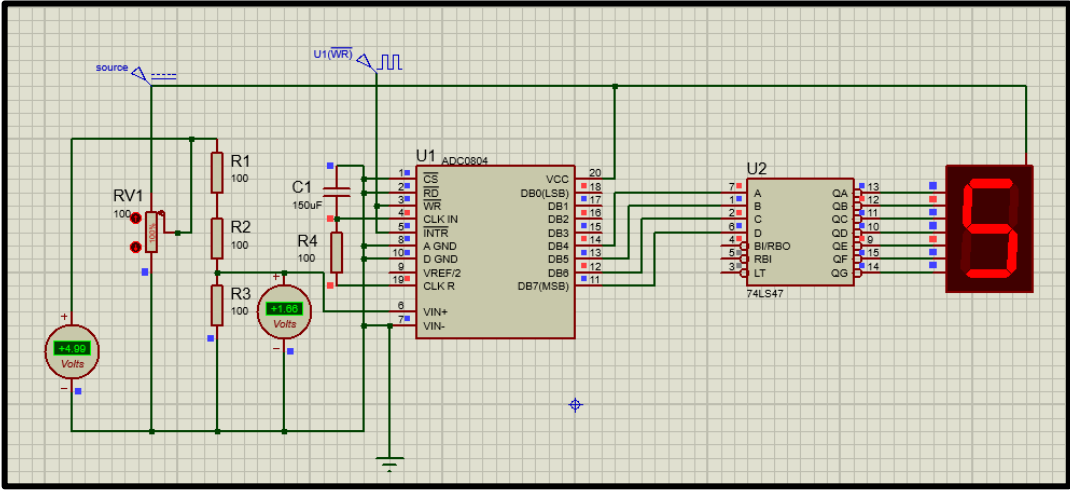 source
U1(WR)
RV1
100
100%
R1
100
R2
100
R3
100
+4.99
Volts
+1.66
Volts
C1
150uF
R4
100
U1
ADC0804
1 CS
2 RD
3 WR
4 CLK IN
5 INTR
8 A GND
10 D GND
9 VREF/2
19 CLK R
6 VIN+
7 VIN-
VCC 20
DB0(LSB) 18
DB1 17
DB2 16
DB3 15
DB4 14
DB5 13
DB6 12
DB7(MSB) 11
U2
7 A
1 B
2 C
6 D
4 BI/RBO
5 RBI
3 LT
QA 13
QB 12
QC 11
QD 10
QE 9
QF 15
QG 14
74LS47
5